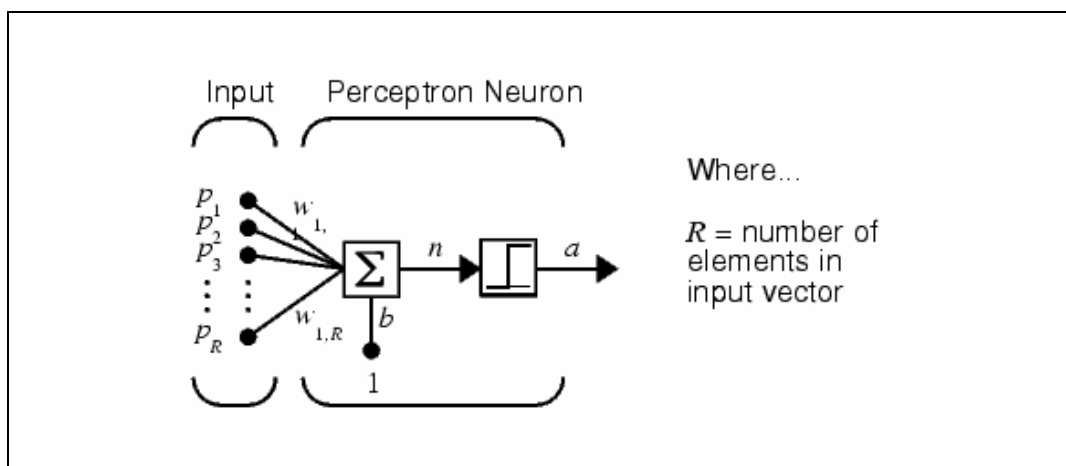 Input
Perceptron Neuron
p1
p2
p3
pR
w1,1
w1,R
Σ
n
a
b
1
Where...
R = number of
elements in
input vector